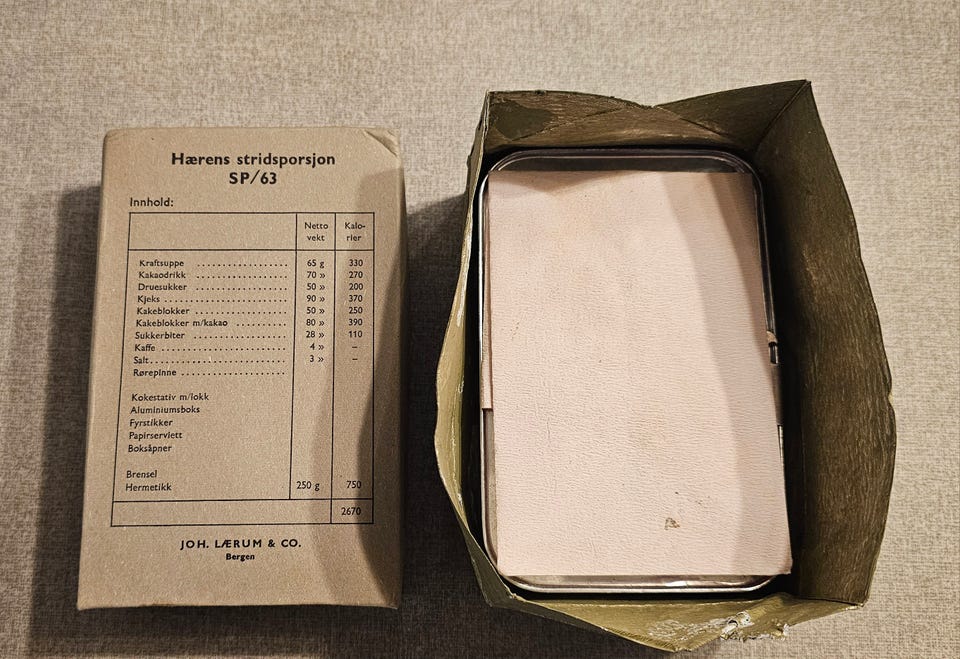 Hærens stridsporsjon
SP/63
Innhold:
Netto vekt Kalo-rier
Kraftsuppe .................... 65 g 330
Kakaodrikk .................... 70 » 270
Druesukker .................... 50 » 200
Kjeks .................... 90 » 370
Kakeblokker .................... 50 » 250
Kakeblokker m/kakao ........... 80 » 390
Sukkerbiter .................... 28 » 110
Kaffe .................... 4 » –
Salt .................... 3 » –
Rørepinne ....................
Kokestativ m/lokk
Aluminiumsboks
Fyrstikker
Papirserviett
Boksåpner
Brensel
Hermetikk 250 g 750
2670
JOH. LÆRUM & CO.
Bergen